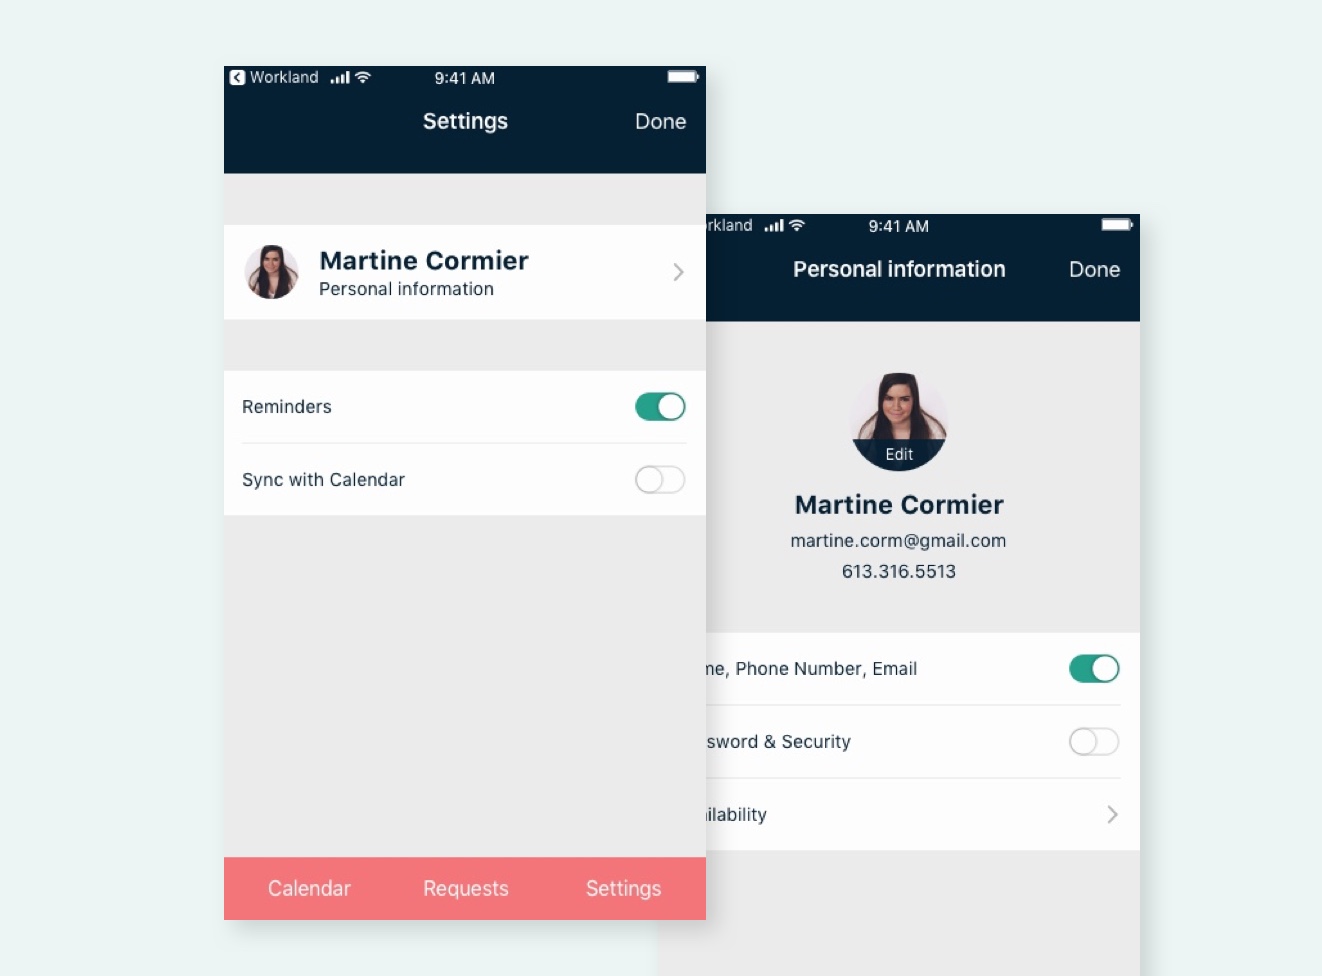 Workland 9:41 AM
Settings Done
Martine Cormier
Personal information
Reminders
Sync with Calendar
Calendar Requests Settings
rkland 9:41 AM
Personal information Done
Edit
Martine Cormier
martine.corm@gmail.com
613.316.5513
me, Phone Number, Email
sword & Security
ilability